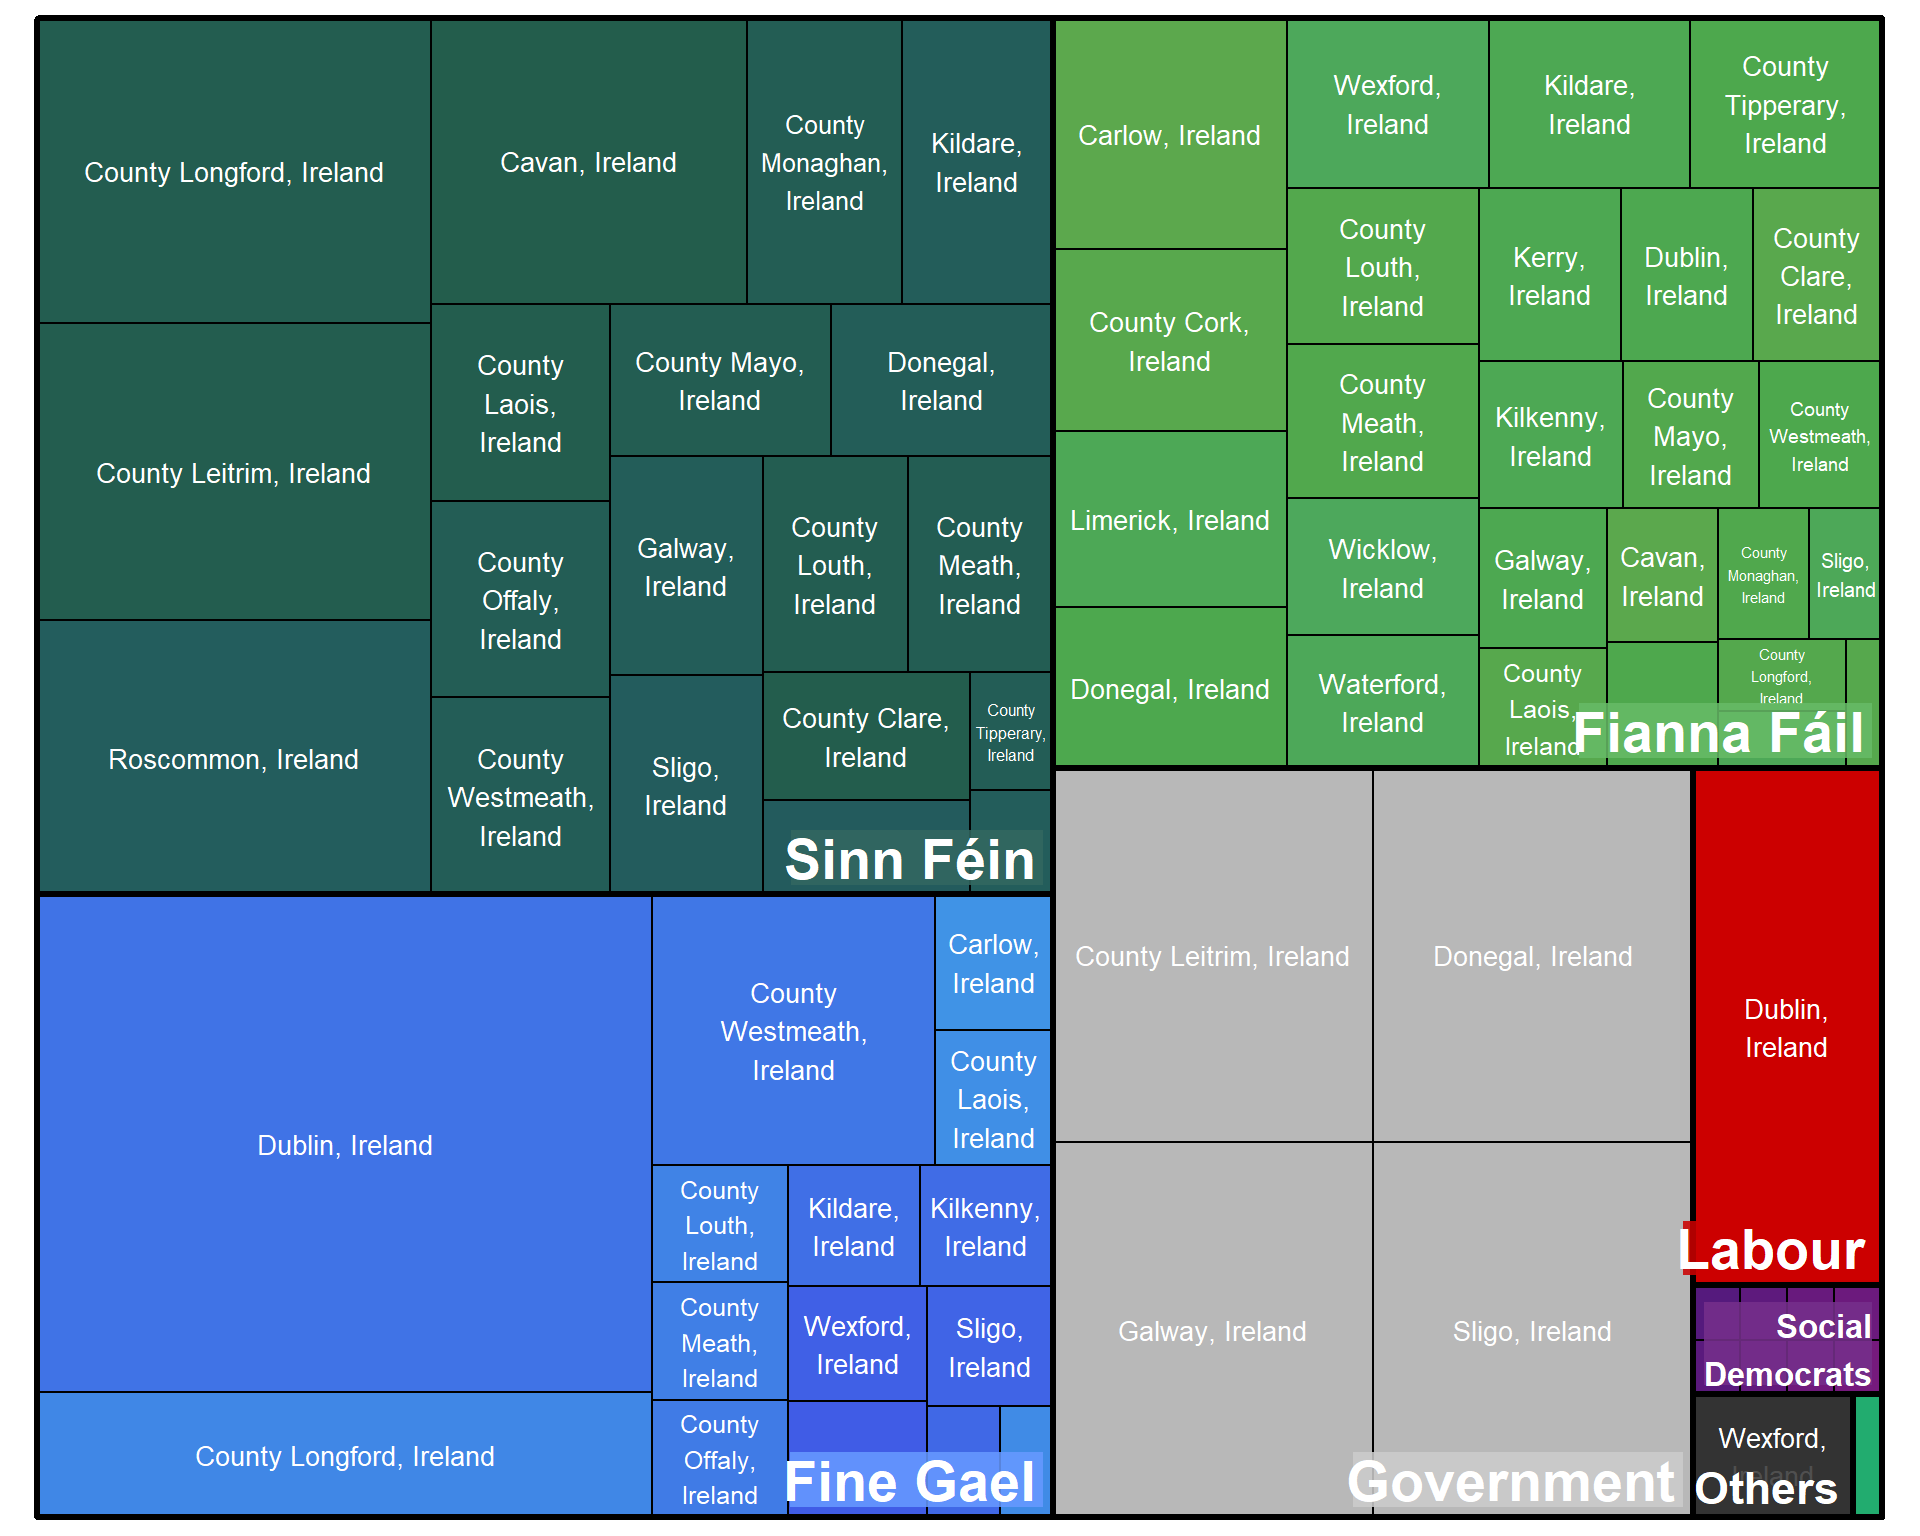 County Longford, Ireland
Cavan, Ireland
County
Monaghan,
Ireland
Kildare,
Ireland
County Leitrim, Ireland
Roscommon, Ireland
County
Laois,
Ireland
County Mayo,
Ireland
Donegal,
Ireland
County
Offaly,
Ireland
County
Westmeath,
Ireland
Galway,
Ireland
County
Louth,
Ireland
County
Meath,
Ireland
Sligo,
Ireland
County Clare,
Ireland
County
Tipperary,
Ireland
Sinn Féin
Carlow, Ireland
Wexford,
Ireland
Kildare,
Ireland
County
Tipperary,
Ireland
County Cork,
Ireland
Limerick, Ireland
Donegal, Ireland
County
Louth,
Ireland
Kerry,
Ireland
Dublin,
Ireland
County
Clare,
Ireland
County
Meath,
Ireland
Kilkenny,
Ireland
County
Mayo,
Ireland
County
Westmeath,
Ireland
Wicklow,
Ireland
Waterford,
Ireland
Galway,
Ireland
Cavan,
Ireland
County
Monaghan,
Ireland
Sligo,
Ireland
County
Laois,
Ireland
County
Longford,
Ireland
Fianna Fáil
Dublin, Ireland
County Longford, Ireland
County
Westmeath,
Ireland
Carlow,
Ireland
County
Laois,
Ireland
County
Louth,
Ireland
Kildare,
Ireland
Kilkenny,
Ireland
County
Meath,
Ireland
Wexford,
Ireland
Sligo,
Ireland
County
Offaly,
Ireland
Fine Gael
County Leitrim, Ireland
Donegal, Ireland
Galway, Ireland
Sligo, Ireland
Government
Dublin,
Ireland
Labour
Social
Democrats
Wexford,
Ireland
Others